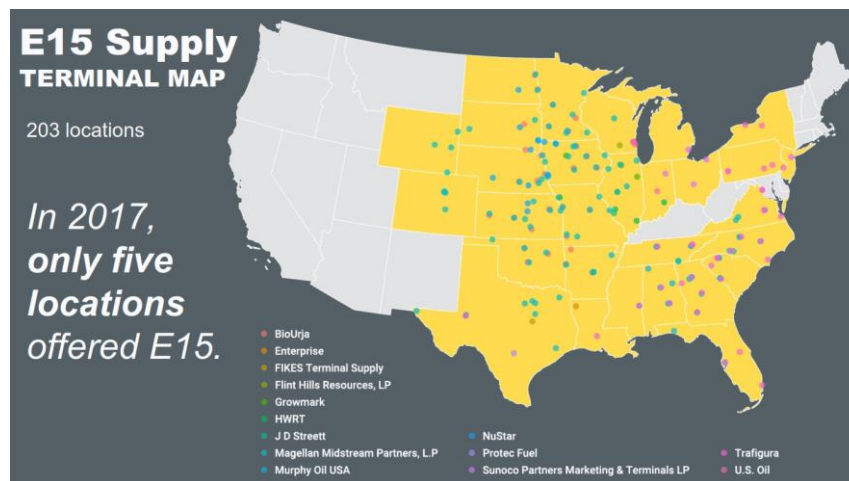 E15 Supply
TERMINAL MAP
203 locations
In 2017,
only five
locations
offered E15.
BioUrja
Enterprise
FIKES Terminal Supply
Flint Hills Resources, LP
Growmark
HWRT
J D Streett
Magellan Midstream Partners, L.P
Murphy Oil USA
NuStar
Protec Fuel
Sunoco Partners Marketing & Terminals LP
Trafigura
U.S. Oil